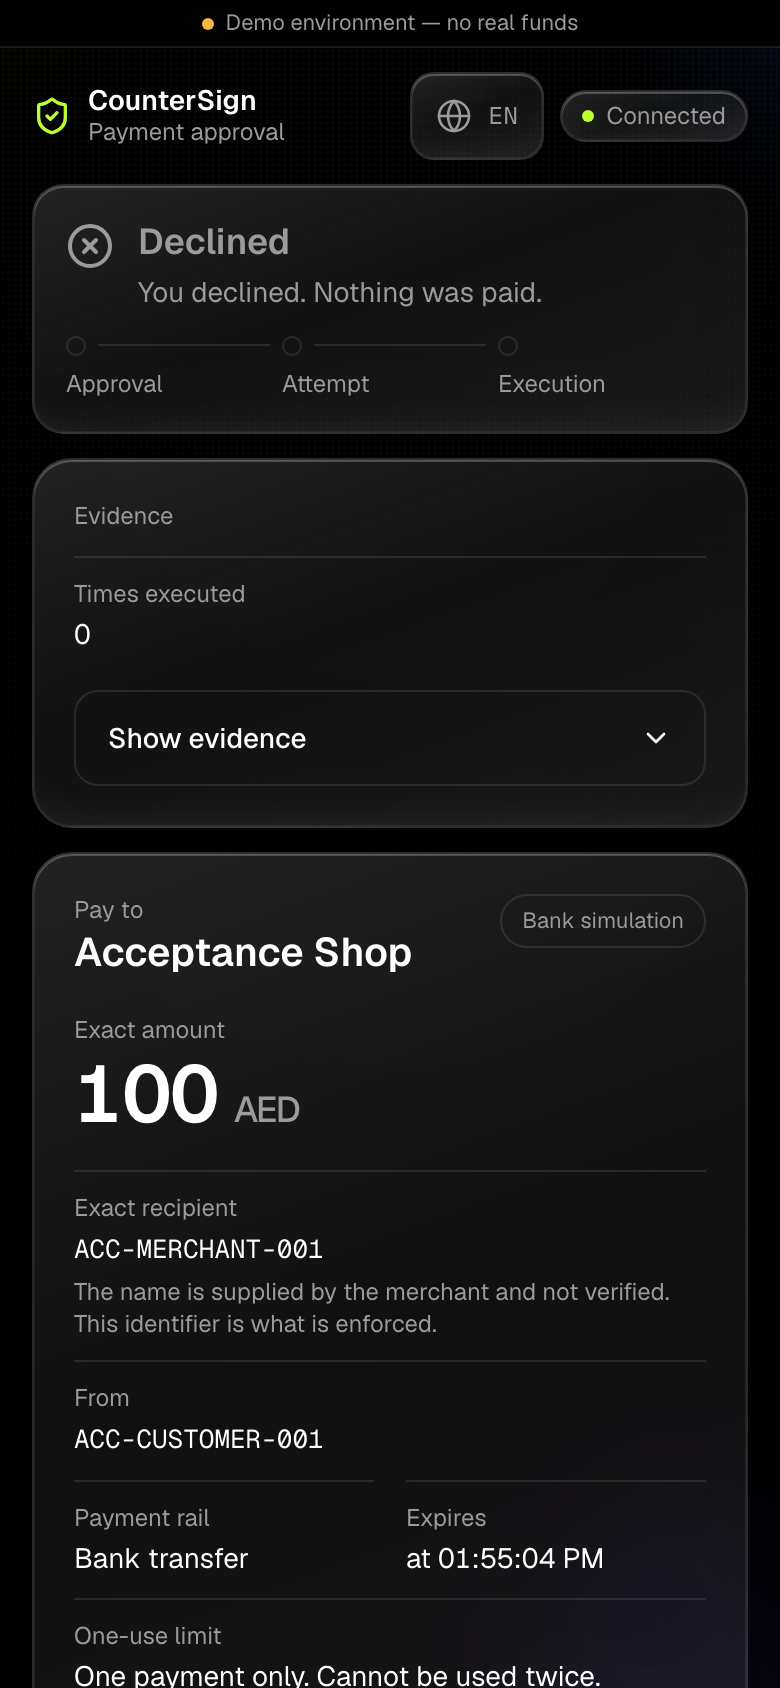 Demo environment — no real funds
CounterSign
Payment approval
EN
Connected
Declined
You declined. Nothing was paid.
Approval
Attempt
Execution
Evidence
Times executed
0
Show evidence
Pay to
Acceptance Shop
Bank simulation
Exact amount
100 AED
Exact recipient
ACC-MERCHANT-001
The name is supplied by the merchant and not verified.
This identifier is what is enforced.
From
ACC-CUSTOMER-001
Payment rail
Bank transfer
Expires
at 01:55:04 PM
One-use limit
One payment only. Cannot be used twice.